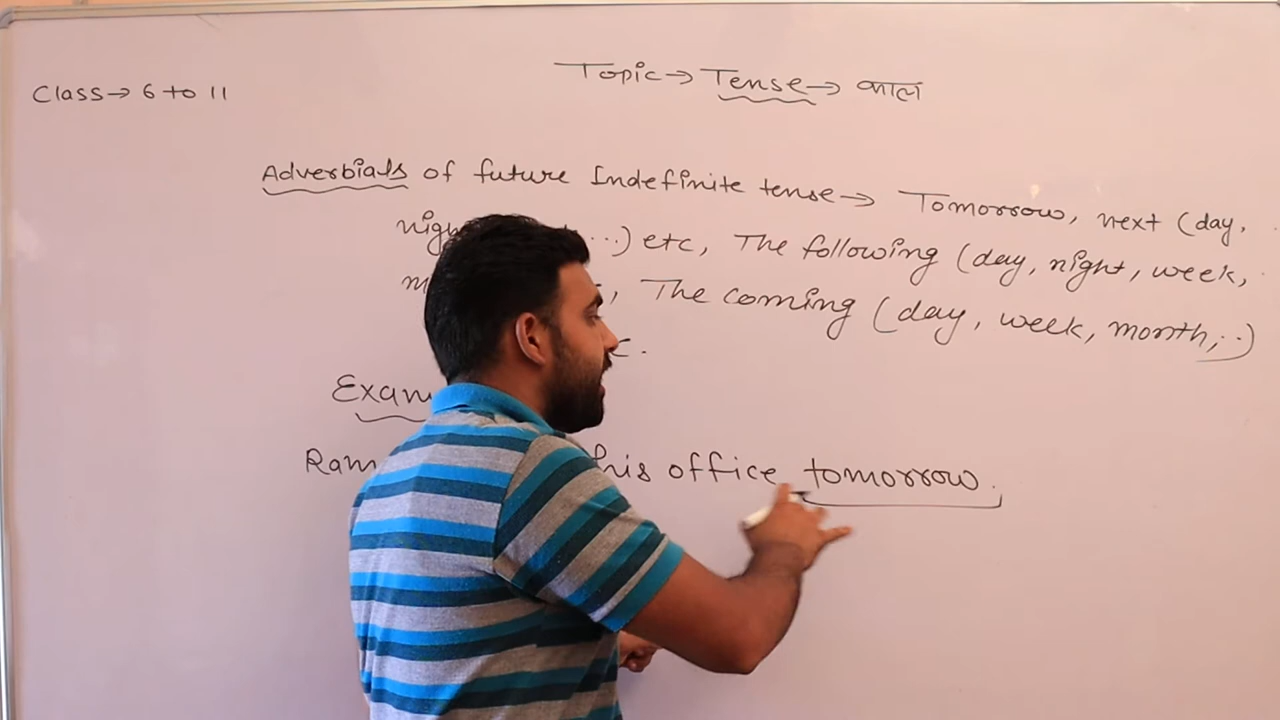 Topic → Tense → काल
Class → 6 to 11
Adverbials of future Indefinite tense → Tomorrow, next (day,
...) etc, The following (day, night, week,
, The coming (day, week, month, ..)
Ram his office tomorrow.